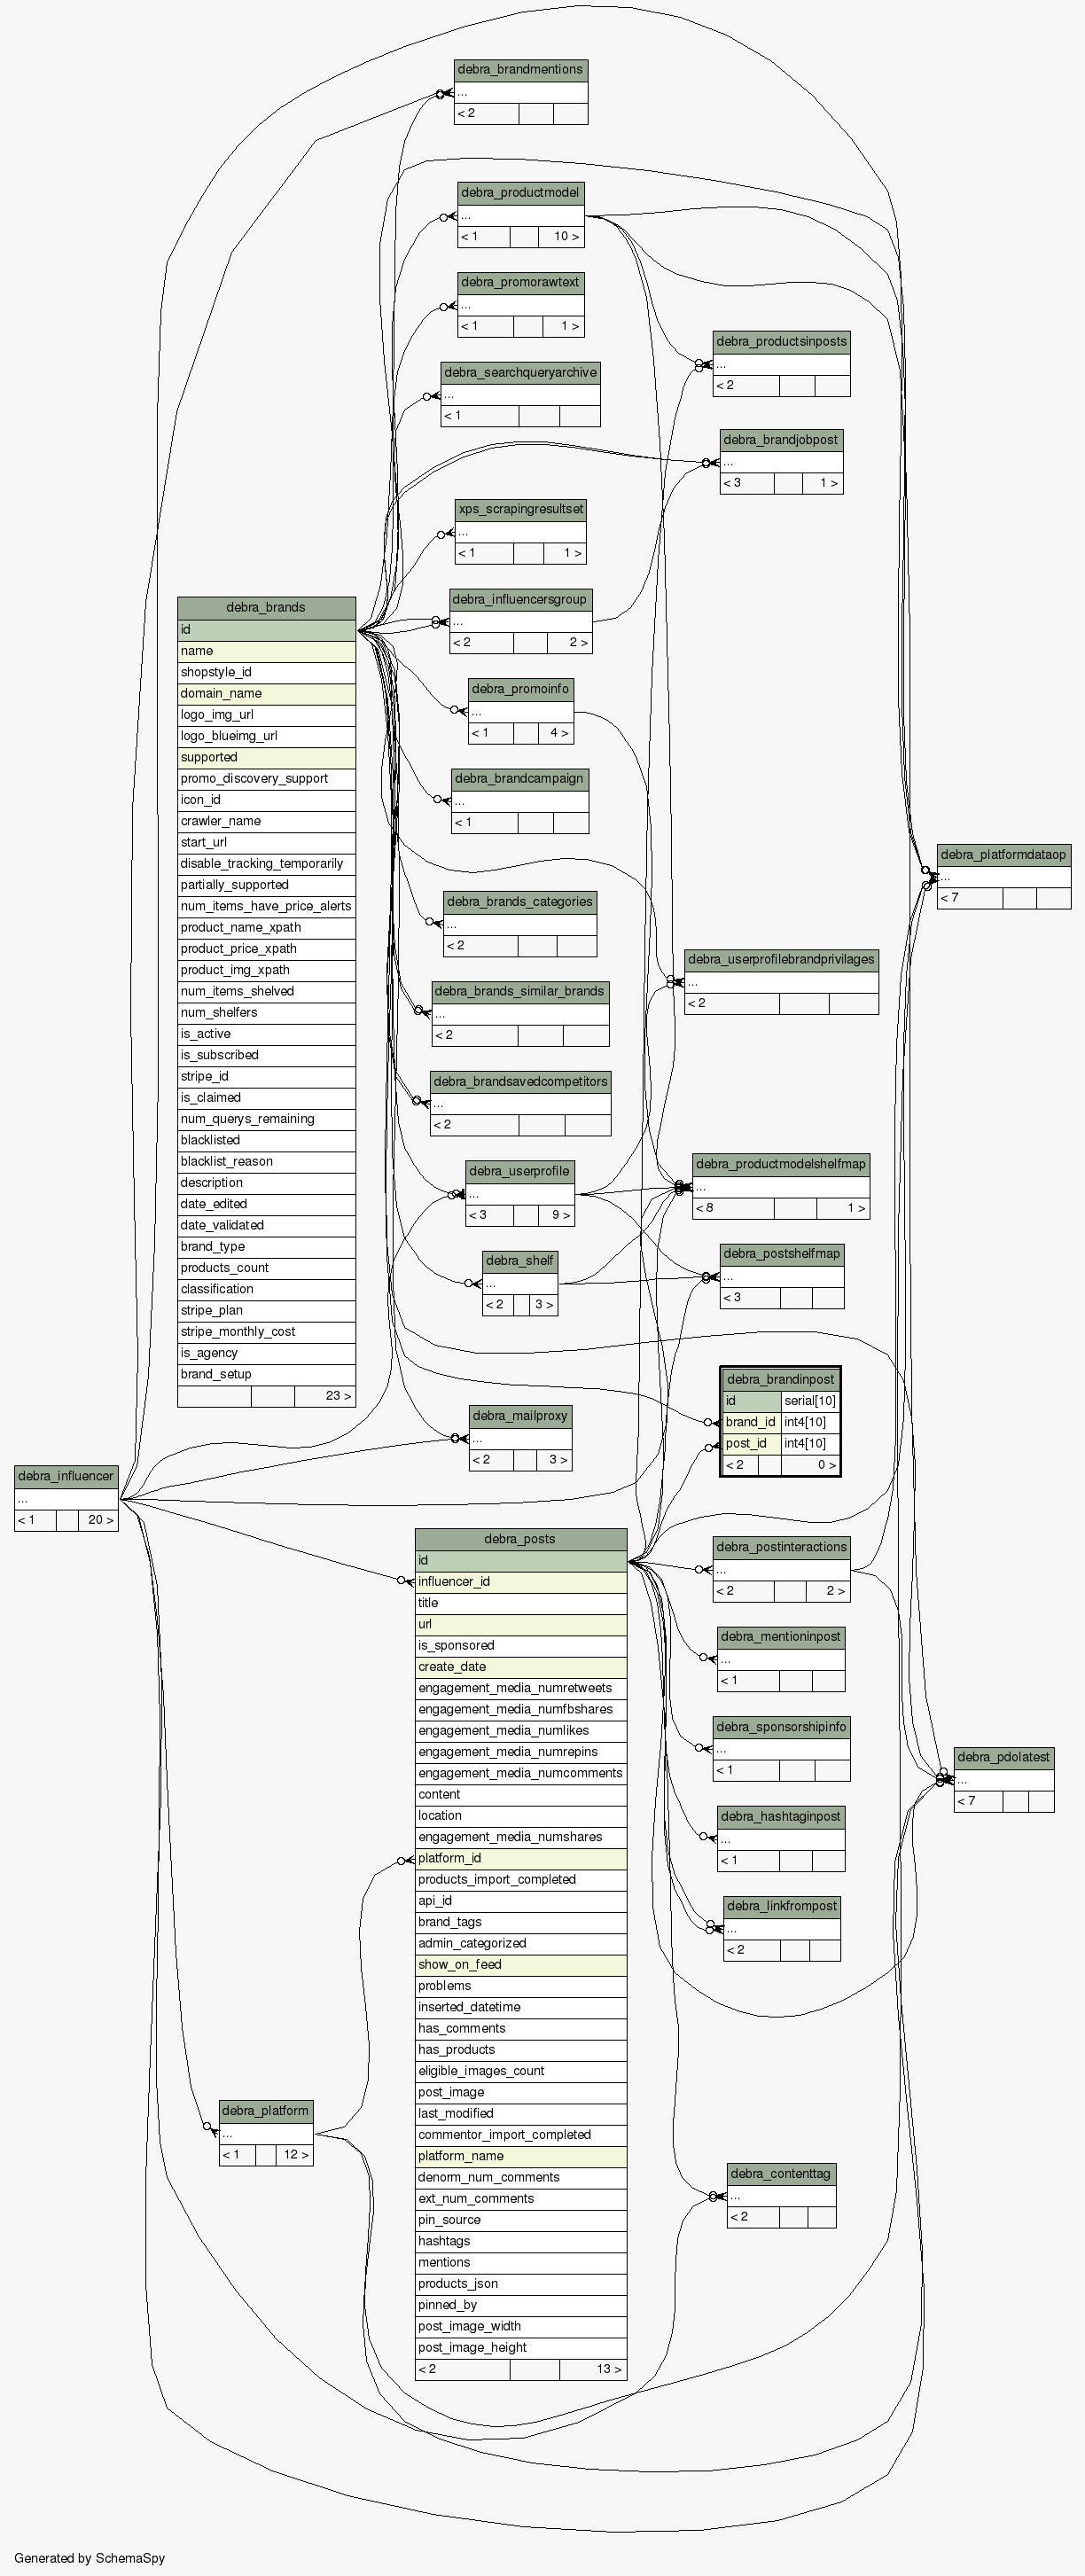 debra_brandmentions
...
< 2
debra_productmodel
...
< 1 10 >
debra_promorawtext
...
< 1 1 >
debra_productsinposts
...
< 2
debra_searchqueryarchive
...
< 1
debra_brandjobpost
...
< 3 1 >
xps_scrapingresultset
...
< 1 1 >
debra_influencersgroup
...
< 2 2 >
debra_brands
id
name
shopstyle_id
domain_name
logo_img_url
logo_blueimg_url
supported
promo_discovery_support
icon_id
crawler_name
start_url
disable_tracking_temporarily
partially_supported
num_items_have_price_alerts
product_name_xpath
product_price_xpath
product_img_xpath
num_items_shelved
num_shelfers
is_active
is_subscribed
stripe_id
is_claimed
num_querys_remaining
blacklisted
blacklist_reason
description
date_edited
date_validated
brand_type
products_count
classification
stripe_plan
stripe_monthly_cost
is_agency
brand_setup
23 >
debra_promoinfo
...
< 1 4 >
debra_brandcampaign
...
< 1
debra_platformdataop
...
< 7
debra_brands_categories
...
< 2
debra_userprofilebrandprivilages
...
< 2
debra_brands_similar_brands
...
< 2
debra_brandsavedcompetitors
...
< 2
debra_userprofile
...
< 3 9 >
debra_productmodelshelfmap
...
< 8 1 >
debra_shelf
...
< 2 3 >
debra_postshelfmap
...
< 3
debra_brandinpost
id serial[10]
brand_id int4[10]
post_id int4[10]
< 2 0 >
debra_mailproxy
...
< 2 3 >
debra_influencer
...
< 1 20 >
debra_posts
id
influencer_id
title
url
is_sponsored
create_date
engagement_media_numretweets
engagement_media_numfbshares
engagement_media_numlikes
engagement_media_numrepins
engagement_media_numcomments
content
location
engagement_media_numshares
platform_id
products_import_completed
api_id
brand_tags
admin_categorized
show_on_feed
problems
inserted_datetime
has_comments
has_products
eligible_images_count
post_image
last_modified
commentor_import_completed
platform_name
denorm_num_comments
ext_num_comments
pin_source
hashtags
mentions
products_json
pinned_by
post_image_width
post_image_height
< 2 13 >
debra_postinteractions
...
< 2 2 >
debra_mentioninpost
...
< 1
debra_sponsorshipinfo
...
< 1
debra_pdolatest
...
< 7
debra_hashtaginpost
...
< 1
debra_linkfrompost
...
< 2
debra_platform
...
< 1 12 >
debra_contenttag
...
< 2
Generated by SchemaSpy